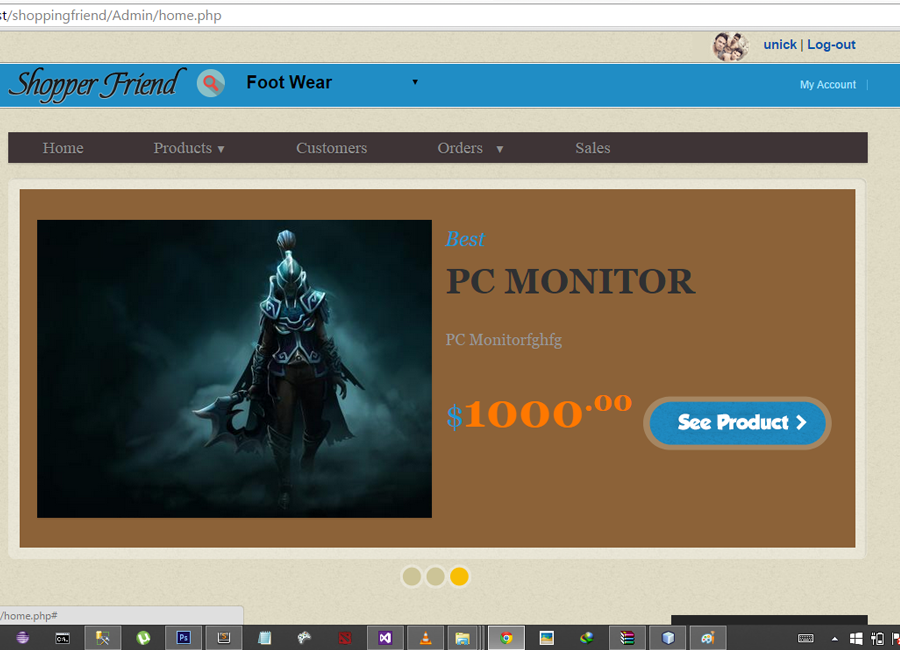 st/shoppingfriend/Admin/home.php
unick | Log-out
Shopper Friend
Foot Wear
My Account |
Home Products Customers Orders Sales
Best
PC MONITOR
PC Monitorfghfg
$1000.00
See Product >
/home.php#
Ps